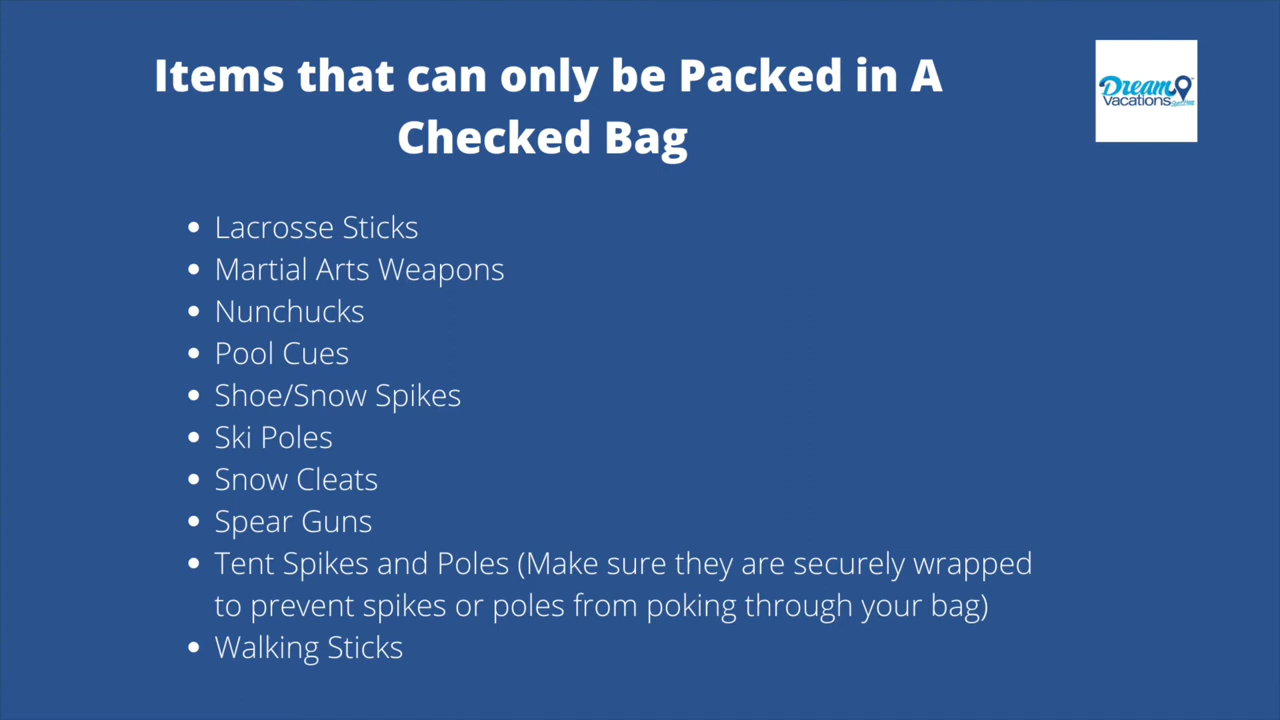 Items that can only be Packed in A
Checked Bag
Dream
Vacations
• Lacrosse Sticks
• Martial Arts Weapons
• Nunchucks
• Pool Cues
• Shoe/Snow Spikes
• Ski Poles
• Snow Cleats
• Spear Guns
• Tent Spikes and Poles (Make sure they are securely wrapped
to prevent spikes or poles from poking through your bag)
• Walking Sticks